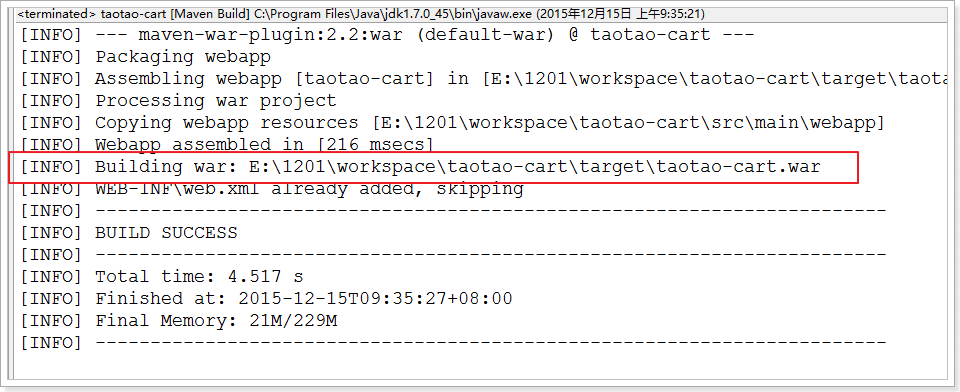 <terminated> taotao-cart [Maven Build] C:\Program Files\Java\jdk1.7.0_45\bin\javaw.exe (2015年12月15日 上午9:35:21)
[INFO] --- maven-war-plugin:2.2:war (default-war) @ taotao-cart ---
[INFO] Packaging webapp
[INFO] Assembling webapp [taotao-cart] in [E:\1201\workspace\taotao-cart\target\taota
[INFO] Processing war project
[INFO] Copying webapp resources [E:\1201\workspace\taotao-cart\src\main\webapp]
[INFO] Webapp assembled in [216 msecs]
[INFO] Building war: E:\1201\workspace\taotao-cart\target\taotao-cart.war
[INFO] WEB-INF\web.xml already added, skipping
[INFO] ------------------------------------------------------------------------
[INFO] BUILD SUCCESS
[INFO] ------------------------------------------------------------------------
[INFO] Total time: 4.517 s
[INFO] Finished at: 2015-12-15T09:35:27+08:00
[INFO] Final Memory: 21M/229M
[INFO] ------------------------------------------------------------------------